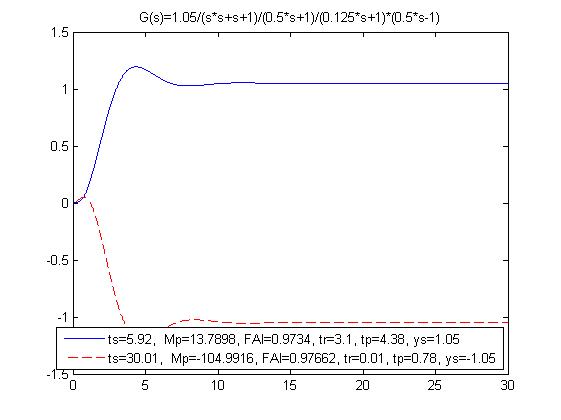 G(s)=1.05/(s*s+s+1)/(0.5*s+1)/(0.125*s+1)*(0.5*s-1)
1.5
1
0.5
0
-0.5
-1
-1.5
ts=5.92, Mp=13.7898, FAI=0.9734, tr=3.1, tp=4.38, ys=1.05
ts=30.01, Mp=-104.9916, FAI=0.97662, tr=0.01, tp=0.78, ys=-1.05
0 5 10 15 20 25 30